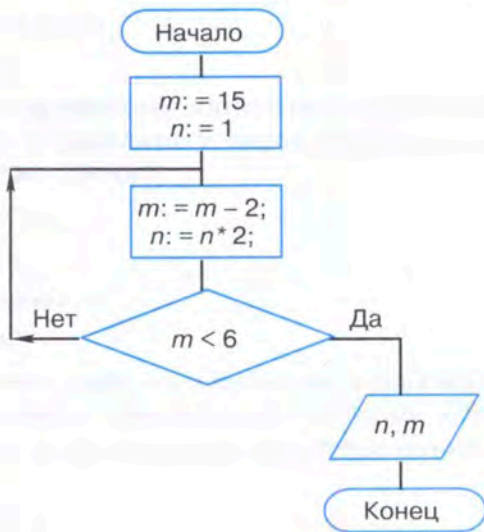 Начало
m: = 15
n: = 1
m: = m – 2;
n: = n * 2;
Нет
Да
m < 6
n, m
Конец